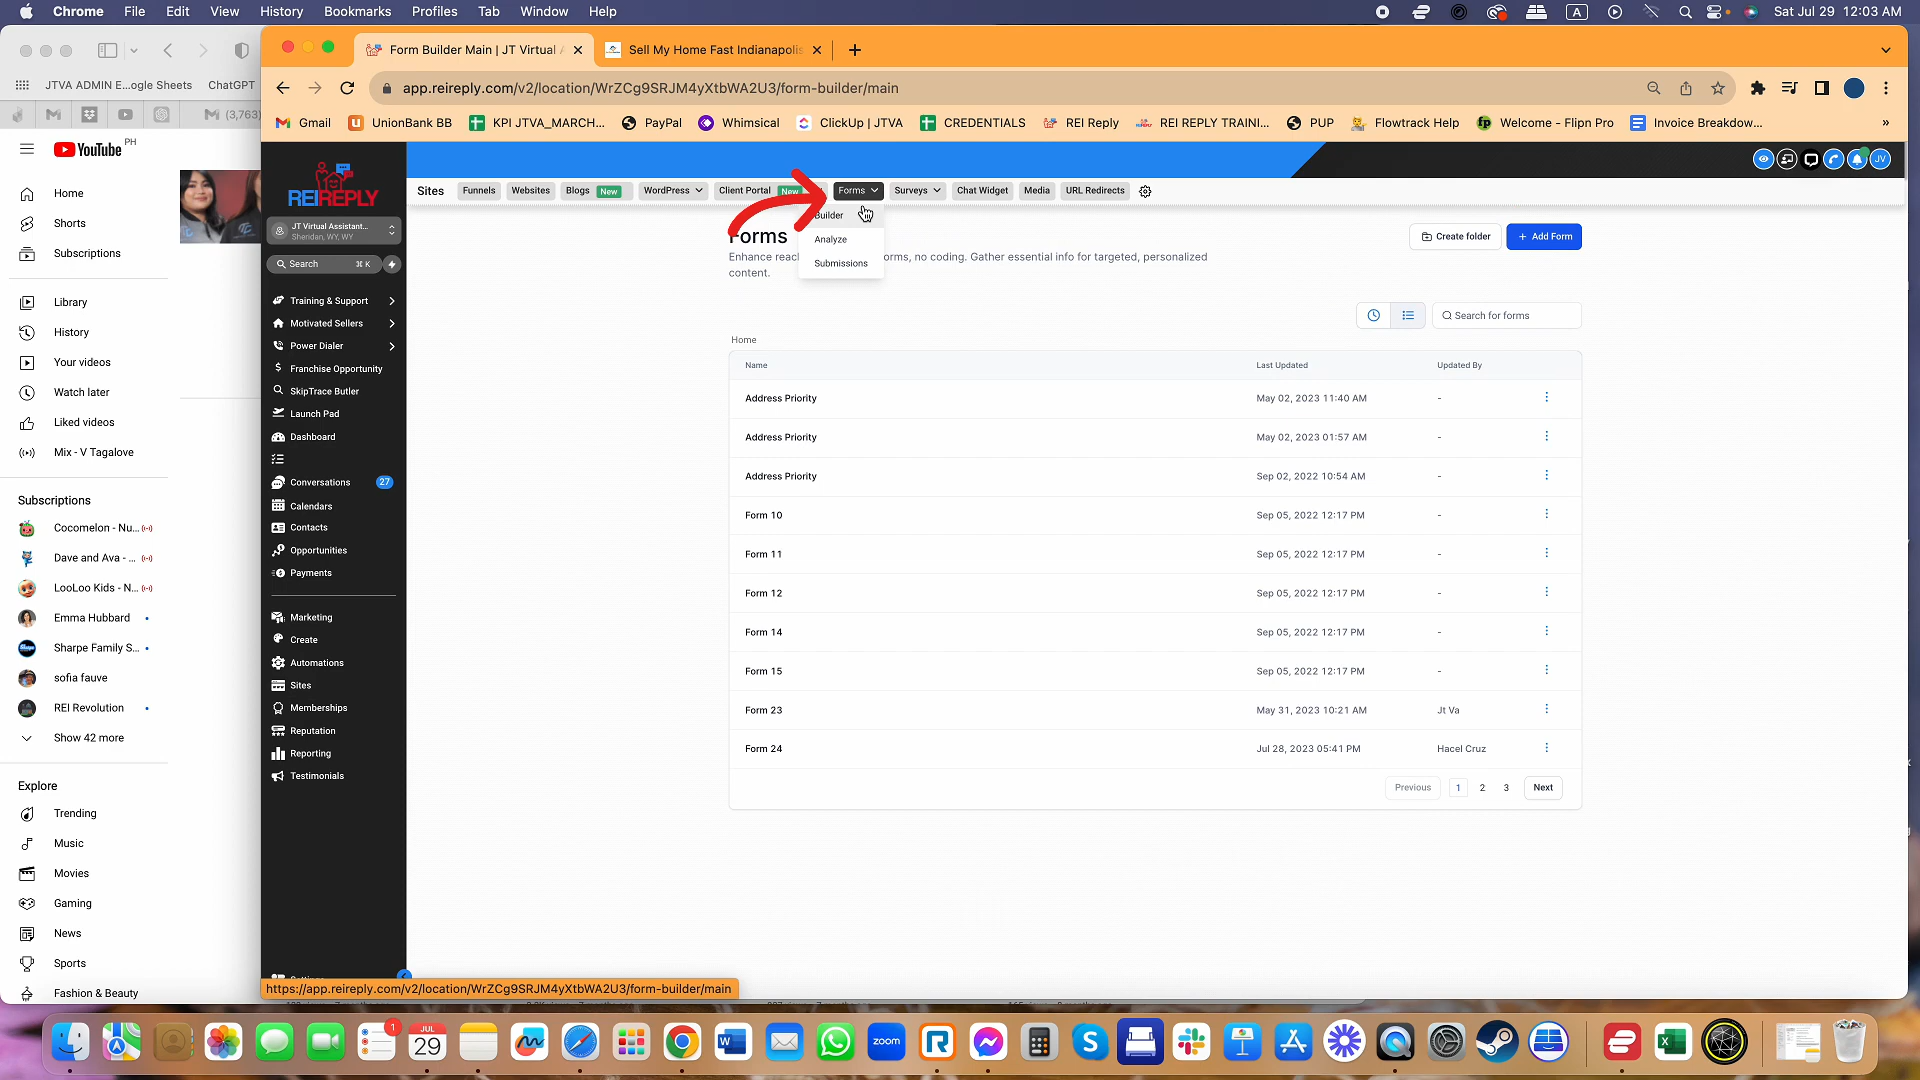 Chrome File Edit View History Bookmarks Profiles Tab Window Help
A Sat Jul 29 12:03 AM
Form Builder Main | JT Virtual A
Sell My Home Fast Indianapolis
app.reireply.com/v2/location/WrZCg9SRJM4yXtbWA2U3/form-builder/main
JTVA ADMIN E...ogle Sheets ChatGPT
(3,763)
Gmail UnionBank BB KPI JTVA_MARCH... PayPal Whimsical ClickUp | JTVA CREDENTIALS REI Reply REI REPLY TRAINI... PUP Flowtrack Help Welcome - Flipn Pro Invoice Breakdow... »
YouTube PH
Home
Shorts
Subscriptions
Library
History
Your videos
Watch later
Liked videos
Mix - V Tagalove
Subscriptions
Cocomelon - Nu...
Dave and Ava - ...
LooLoo Kids - N...
Emma Hubbard
Sharpe Family S...
sofia fauve
REI Revolution
Show 42 more
Explore
Trending
Music
Movies
Gaming
News
Sports
Fashion & Beauty
REIREPLY
JT Virtual Assistant...
Sheridan, WY, WY
Search ⌘ K
Training & Support
Motivated Sellers
Power Dialer
Franchise Opportunity
SkipTrace Butler
Launch Pad
Dashboard
Conversations 27
Calendars
Contacts
Opportunities
Payments
Marketing
Create
Automations
Sites
Memberships
Reputation
Reporting
Testimonials
JV
Sites Funnels Websites Blogs New WordPress Client Portal New Forms Surveys Chat Widget Media URL Redirects
Builder
Analyze
Submissions
Forms
Create folder + Add Form
Enhance reac orms, no coding. Gather essential info for targeted, personalized
content.
Search for forms
Home
Name Last Updated Updated By
Address Priority May 02, 2023 11:40 AM -
Address Priority May 02, 2023 01:57 AM -
Address Priority Sep 02, 2022 10:54 AM -
Form 10 Sep 05, 2022 12:17 PM -
Form 11 Sep 05, 2022 12:17 PM -
Form 12 Sep 05, 2022 12:17 PM -
Form 14 Sep 05, 2022 12:17 PM -
Form 15 Sep 05, 2022 12:17 PM -
Form 23 May 31, 2023 10:21 AM Jt Va
Form 24 Jul 28, 2023 05:41 PM Hacel Cruz
Previous 1 2 3 Next
https://app.reireply.com/v2/location/WrZCg9SRJM4yXtbWA2U3/form-builder/main
1
JUL
29
W
zoom
R
S
X